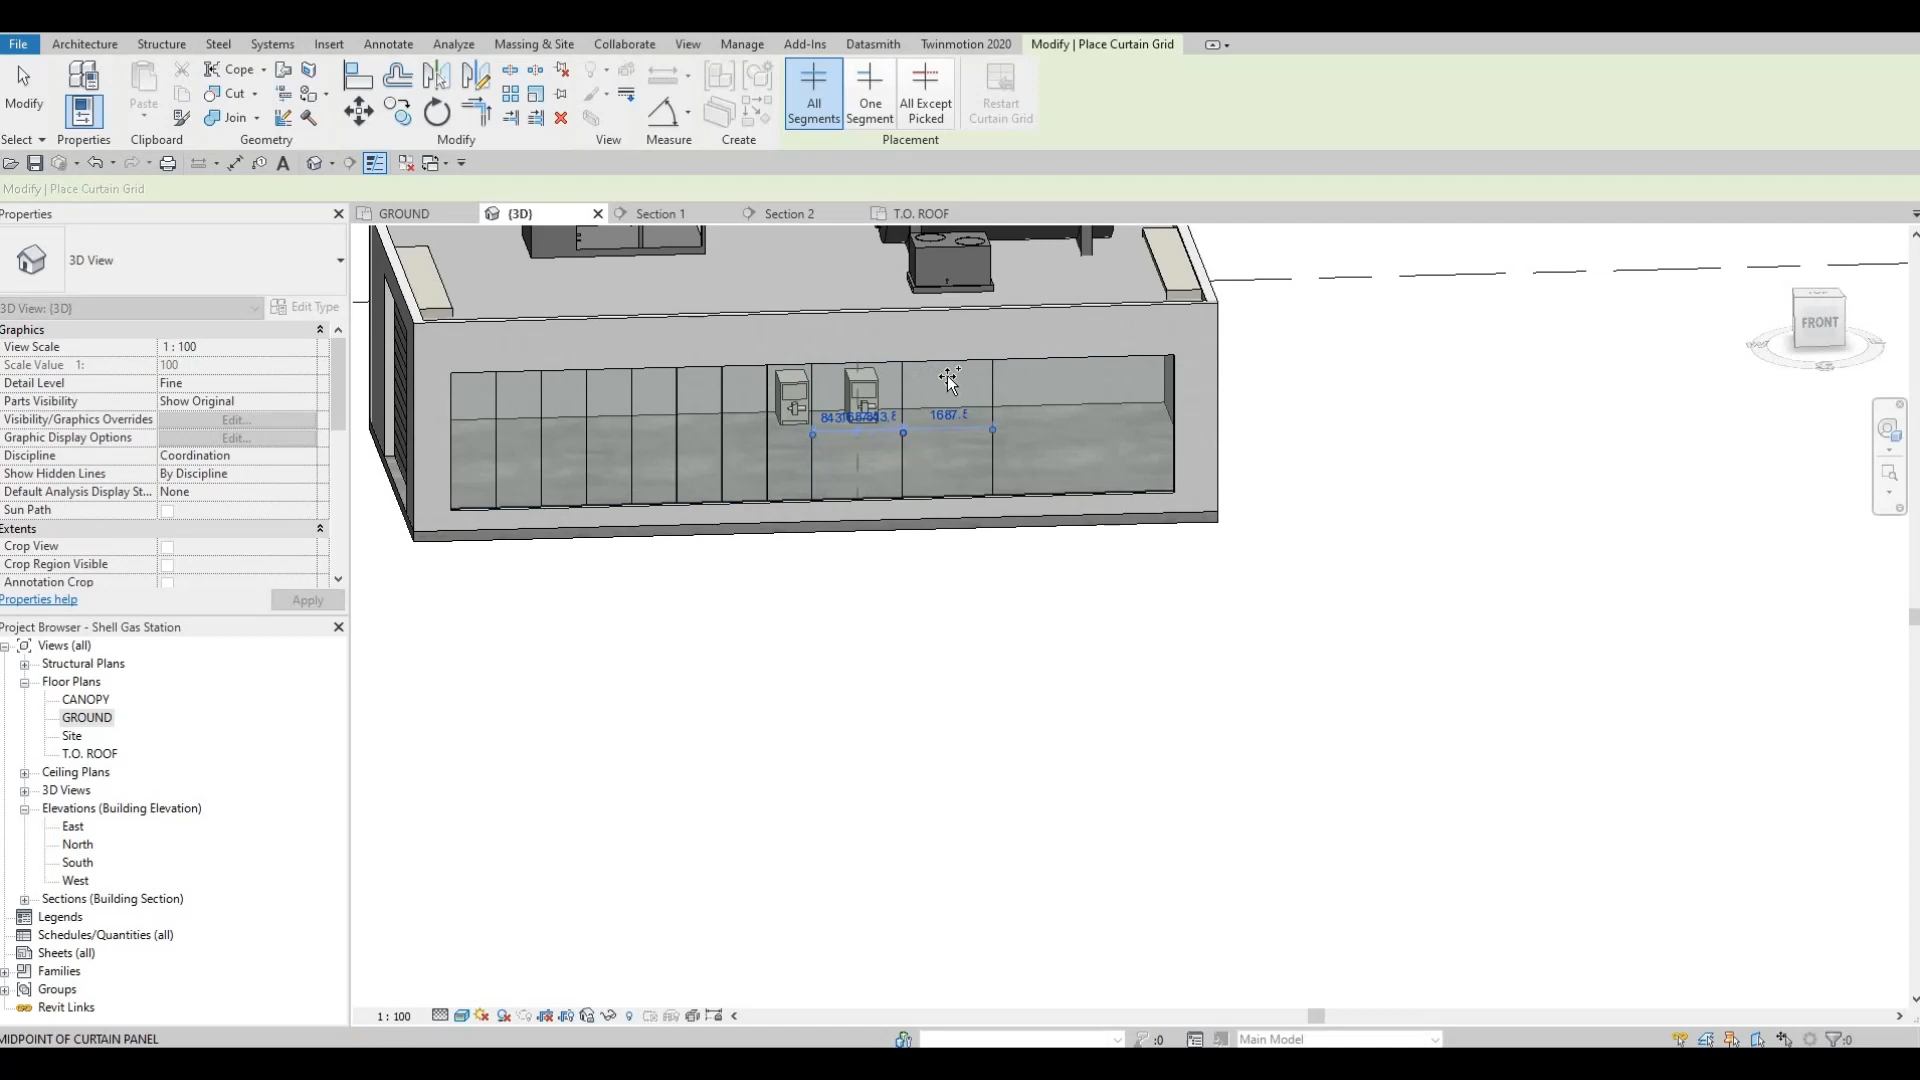 File Architecture Structure Steel Systems Insert Annotate Analyze Massing & Site Collaborate View Manage Add-Ins Datasmith Twinmotion 2020 Modify | Place Curtain Grid
Modify
Paste
Cope
Cut
Join
All Segments
One Segment
All Except Picked
Restart Curtain Grid
Select Properties Clipboard Geometry Modify View Measure Create Placement
Modify | Place Curtain Grid
Properties
GROUND
{3D}
Section 1
Section 2
T.O. ROOF
3D View
3D View: {3D}
Edit Type
Graphics
View Scale 1 : 100
Scale Value 1: 100
Detail Level Fine
Parts Visibility Show Original
Visibility/Graphics Overrides Edit...
Graphic Display Options Edit...
Discipline Coordination
Show Hidden Lines By Discipline
Default Analysis Display St... None
Sun Path
Extents
Crop View
Crop Region Visible
Annotation Crop
Properties help
Apply
1687.5
FRONT
Project Browser - Shell Gas Station
Views (all)
Structural Plans
Floor Plans
CANOPY
GROUND
Site
T.O. ROOF
Ceiling Plans
3D Views
Elevations (Building Elevation)
East
North
South
West
Sections (Building Section)
Legends
Schedules/Quantities (all)
Sheets (all)
Families
Groups
Revit Links
1 : 100
MIDPOINT OF CURTAIN PANEL
:0
Main Model
:0